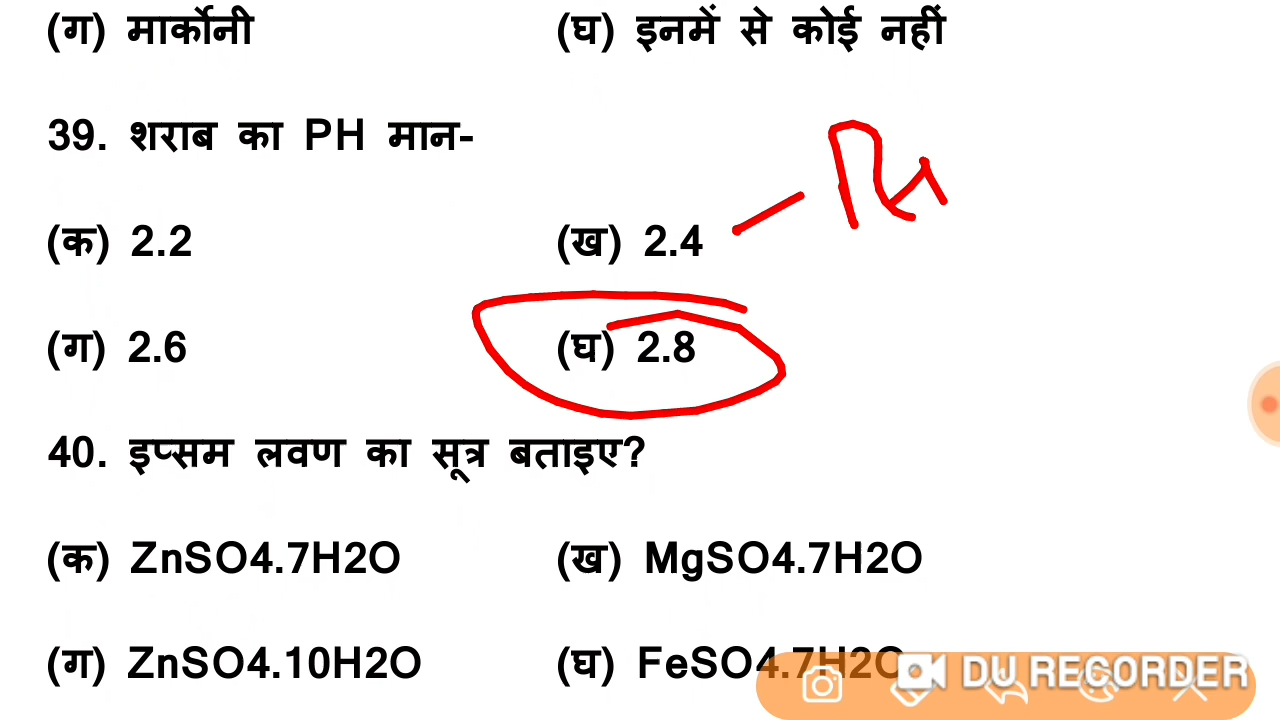 (ग) मार्कोनी (घ) इनमें से कोई नहीं
39. शराब का PH मान-
(क) 2.2 (ख) 2.4
(ग) 2.6 (घ) 2.8
40. इप्सम लवण का सूत्र बताइए?
(क) ZnSO4.7H2O (ख) MgSO4.7H2O
(ग) ZnSO4.10H2O (घ) FeSO4.7H2O
DU RECORDER